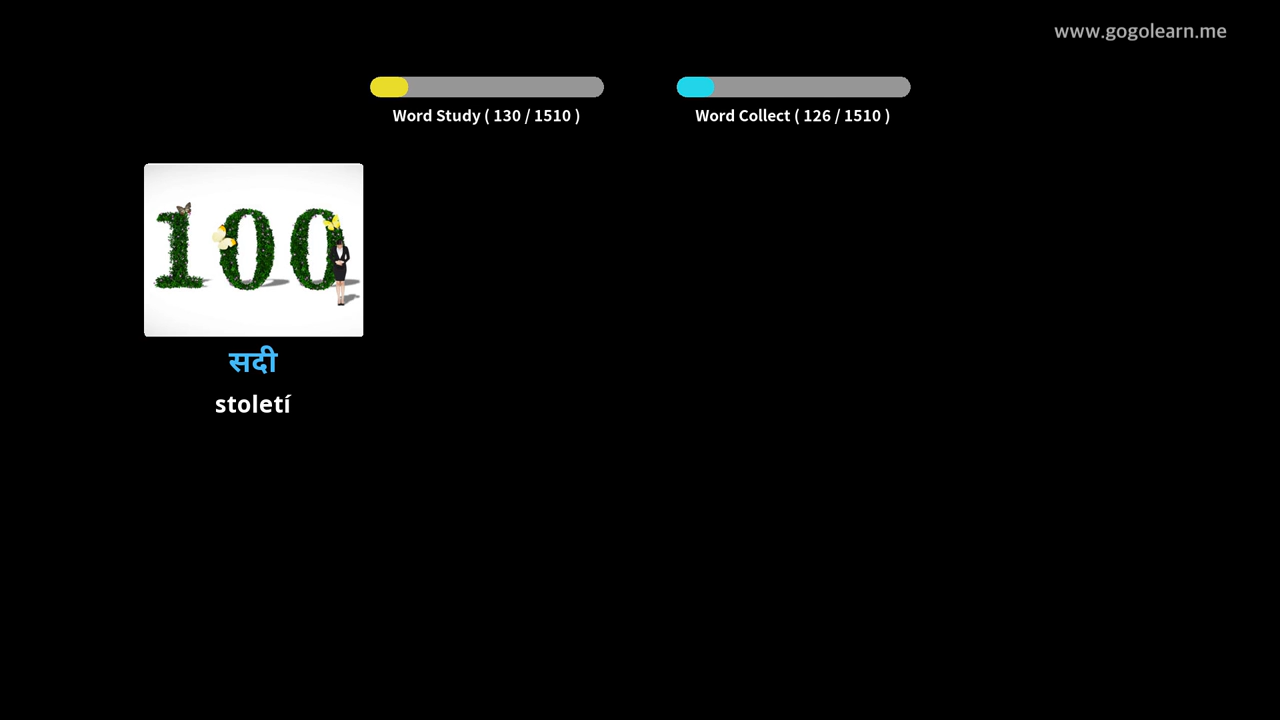 www.gogolearn.me
Word Study ( 130 / 1510 )
Word Collect ( 126 / 1510 )
100
सदी
století